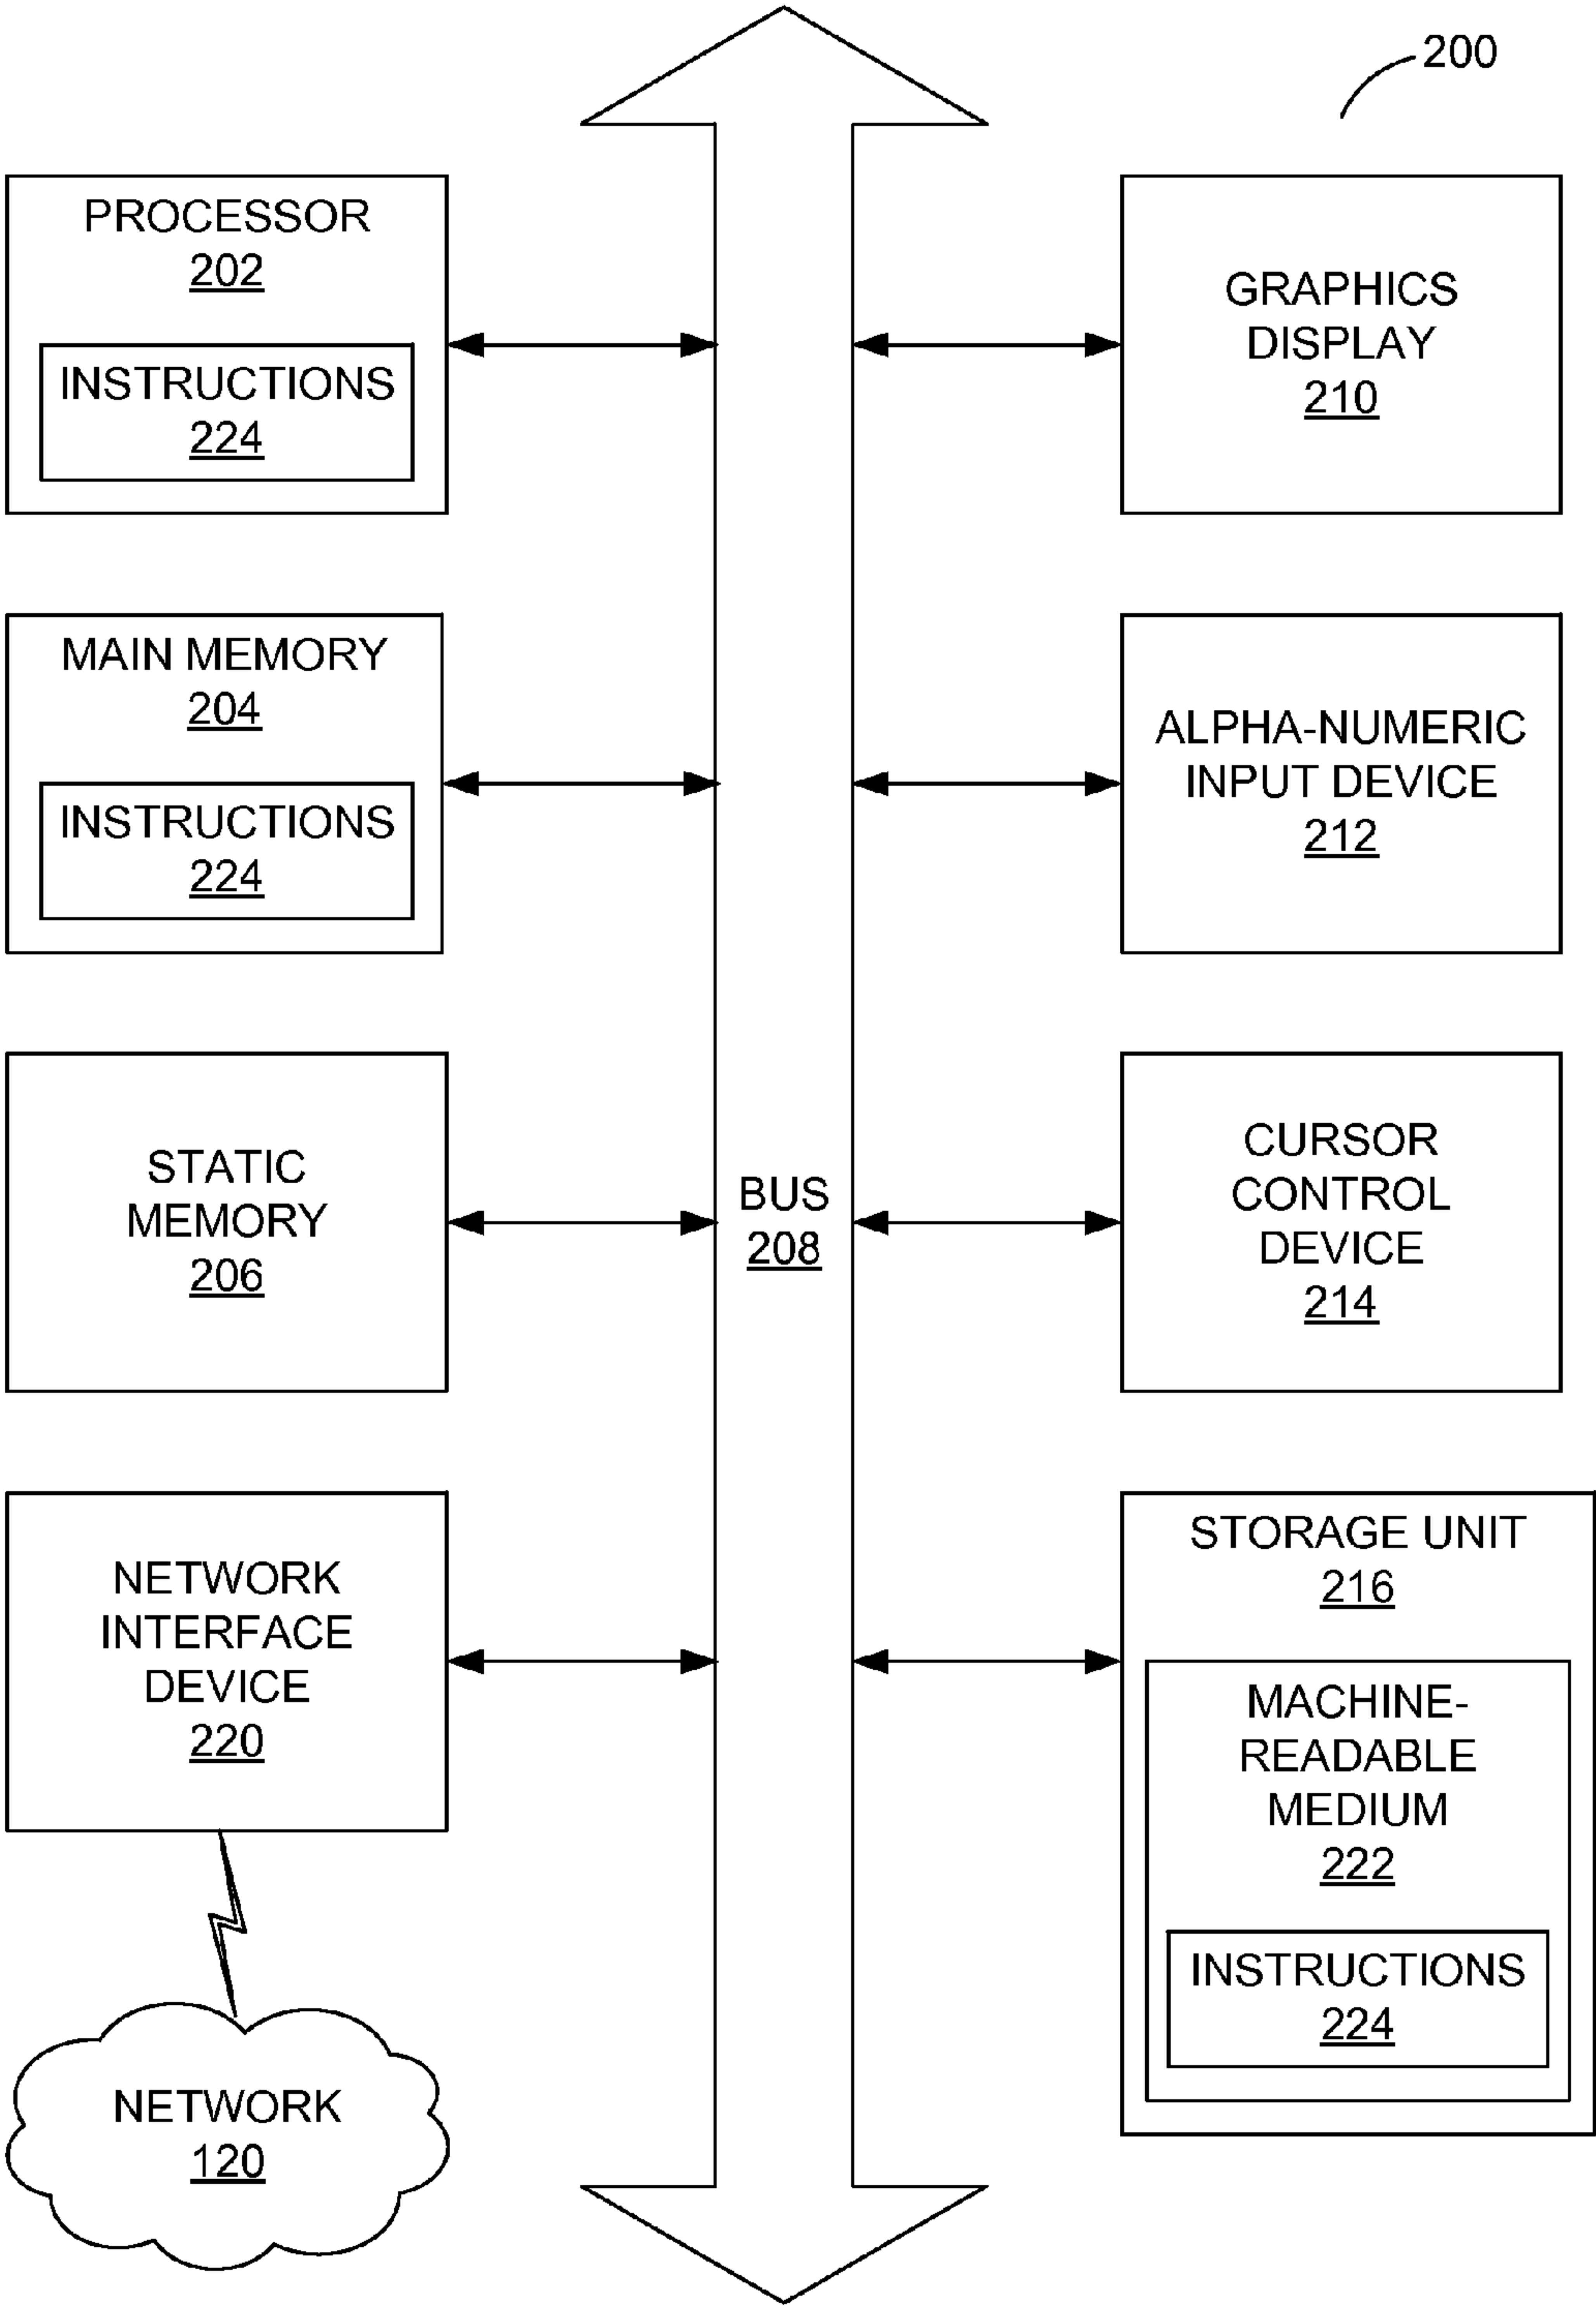 200
PROCESSOR
202
INSTRUCTIONS
224
MAIN MEMORY
204
INSTRUCTIONS
224
STATIC
MEMORY
206
NETWORK
INTERFACE
DEVICE
220
NETWORK
120
BUS
208
GRAPHICS
DISPLAY
210
ALPHA-NUMERIC
INPUT DEVICE
212
CURSOR
CONTROL
DEVICE
214
STORAGE UNIT
216
MACHINE-
READABLE
MEDIUM
222
INSTRUCTIONS
224